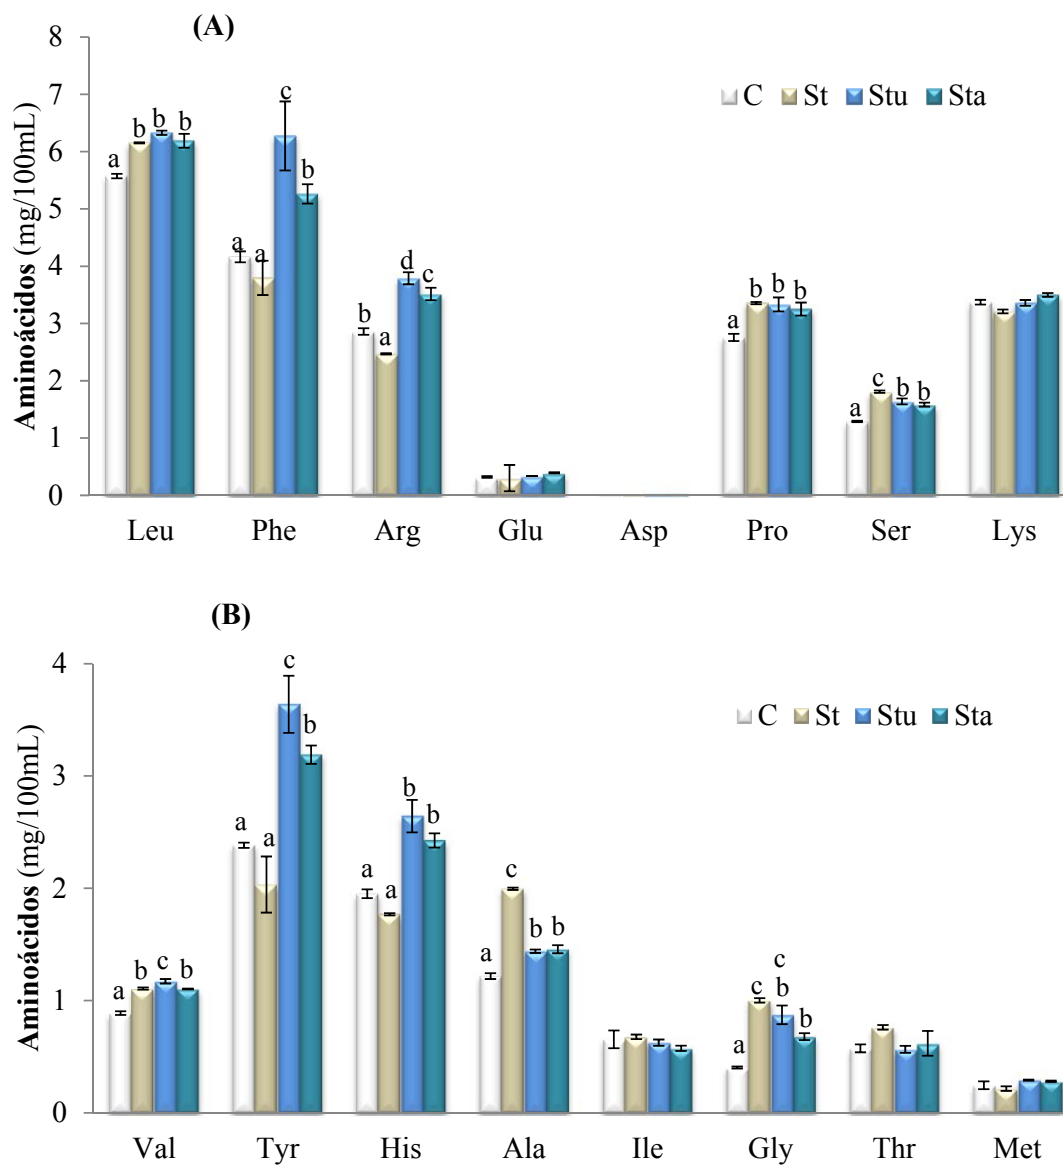 (A)
Aminoácidos (mg/100mL)
8
7
6
5
4
3
2
1
0
C St Stu Sta
a b b b
a a c b
b a d c
a b b b
a c b b
Leu Phe Arg Glu Asp Pro Ser Lys
(B)
Aminoácidos (mg/100mL)
4
3
2
1
0
C St Stu Sta
a b c b
a a c b
a a b b
a c b b
a c c b b
Val Tyr His Ala Ile Gly Thr Met